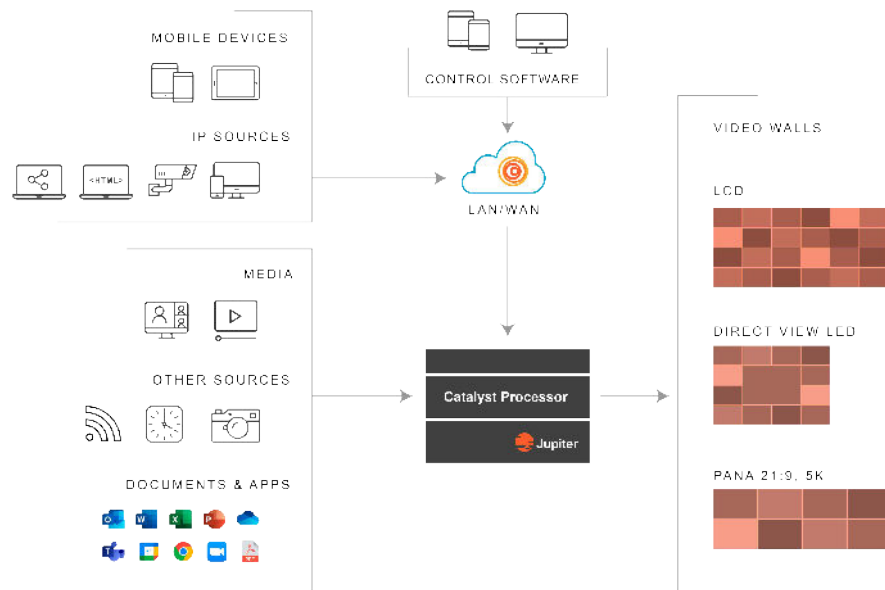 MOBILE DEVICES
IP SOURCES
<HTML>
CONTROL SOFTWARE
LAN/WAN
MEDIA
OTHER SOURCES
DOCUMENTS & APPS
O
W
X
P
T
Catalyst Processor
Jupiter
VIDEO WALLS
LCD
DIRECT VIEW LED
PANA 21:9, 5K